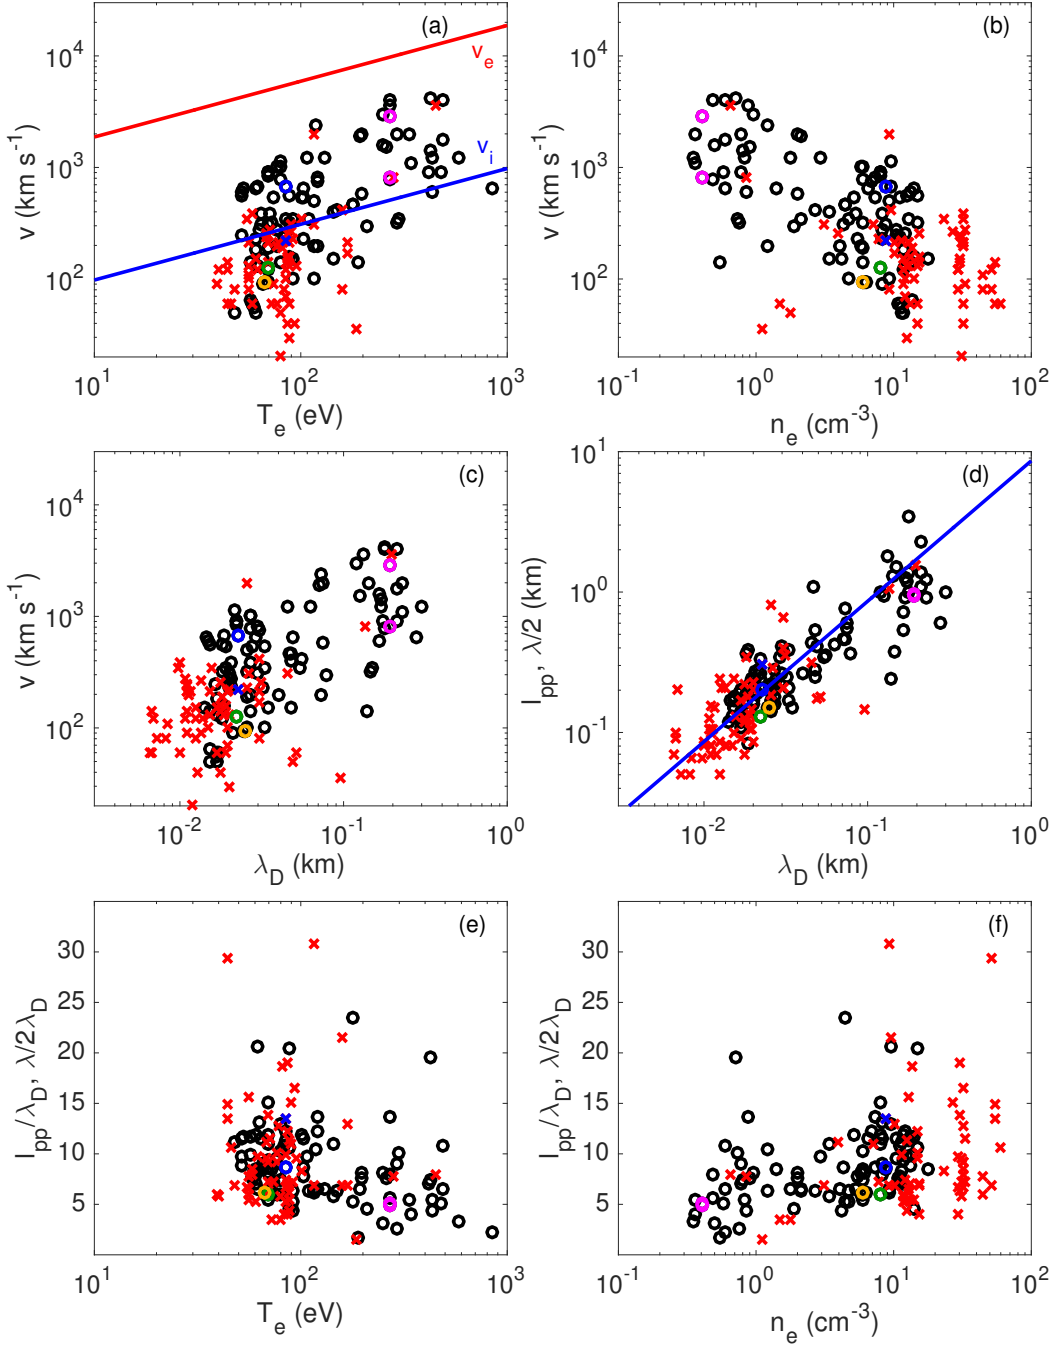 (a)
v_e
v_i
10^4
10^3
10^2
v (km s^-1)
10^1
10^2
10^3
T_e (eV)
(b)
10^4
10^3
10^2
v (km s^-1)
10^-1
10^0
10^1
10^2
n_e (cm^-3)
(c)
10^4
10^3
10^2
v (km s^-1)
10^-2
10^-1
10^0
λ_D (km)
(d)
10^1
10^0
10^-1
l_pp, λ/2 (km)
10^-2
10^-1
10^0
λ_D (km)
(e)
30
25
20
15
10
5
l_pp/λ_D, λ/2λ_D
10^1
10^2
10^3
T_e (eV)
(f)
30
25
20
15
10
5
l_pp/λ_D, λ/2λ_D
10^-1
10^0
10^1
10^2
n_e (cm^-3)